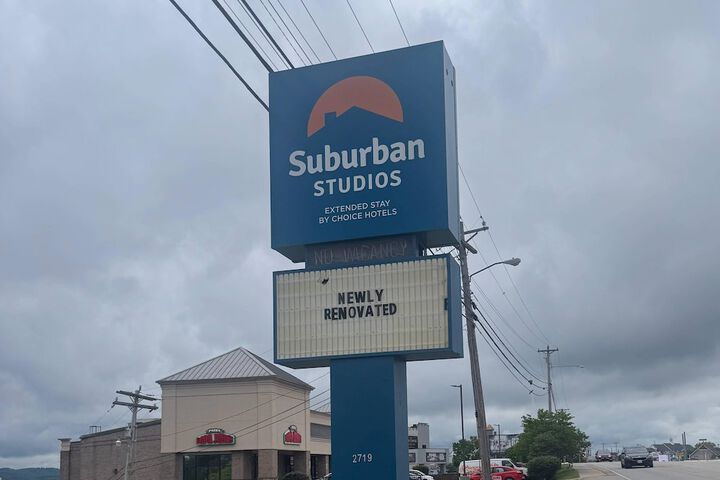 Suburban
STUDIOS
EXTENDED STAY
BY CHOICE HOTELS
NO VACANCY
NEWLY
RENOVATED
2719